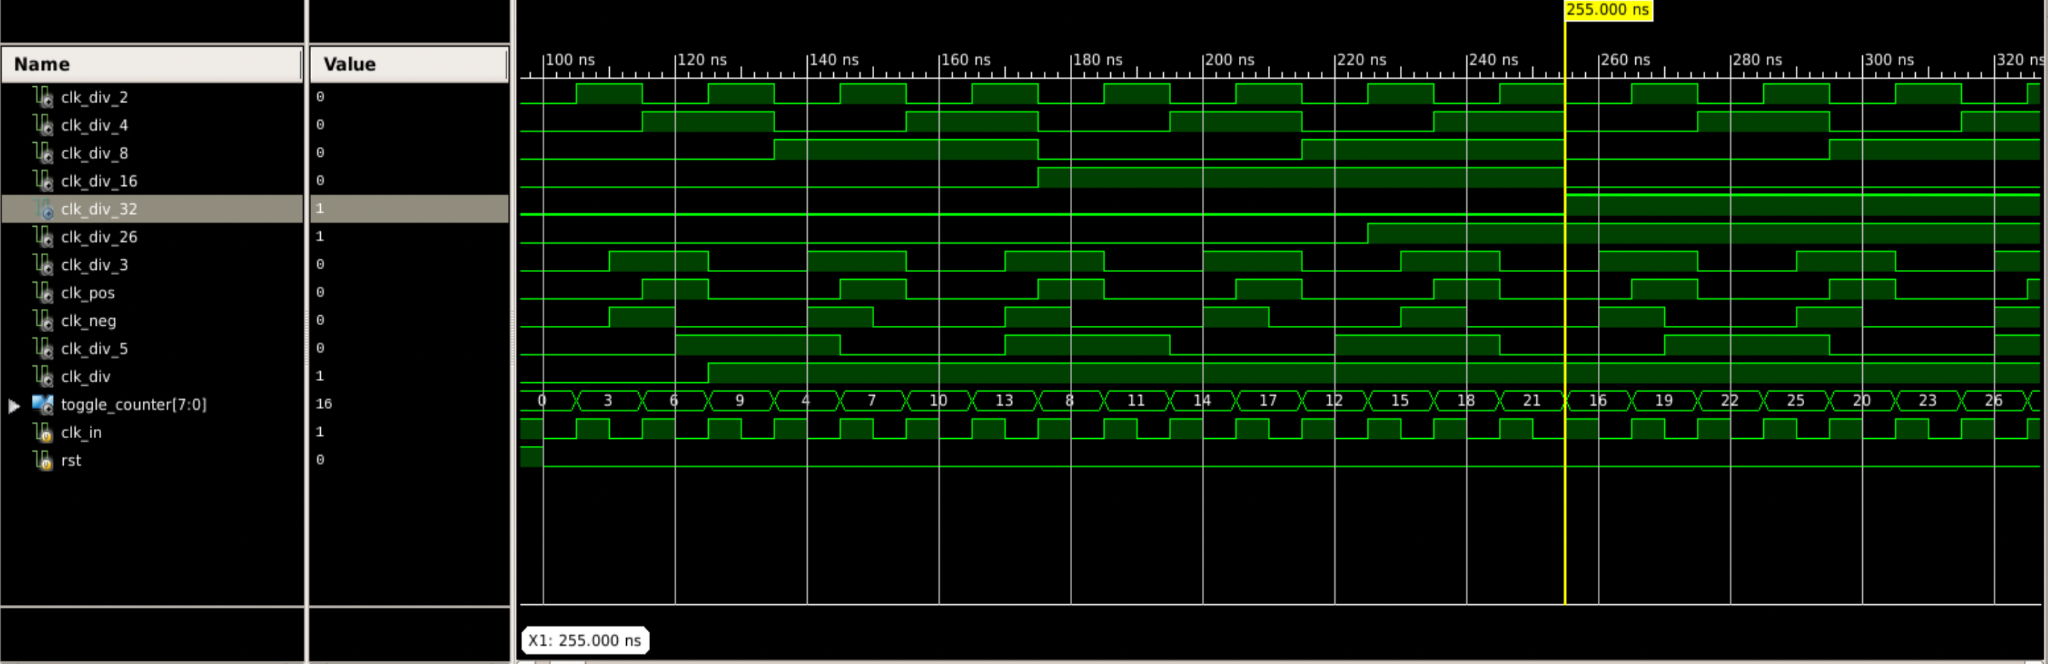 255.000 ns
Name Value 100 ns 120 ns 140 ns 160 ns 180 ns 200 ns 220 ns 240 ns 260 ns 280 ns 300 ns 320 ns
clk_div_2 0
clk_div_4 0
clk_div_8 0
clk_div_16 0
clk_div_32 1
clk_div_26 1
clk_div_3 0
clk_pos 0
clk_neg 0
clk_div_5 0
clk_div 1
toggle_counter[7:0] 16 0 3 6 9 4 7 10 13 8 11 14 17 12 15 18 21 16 19 22 25 20 23 26
clk_in 1
rst 0
X1: 255.000 ns